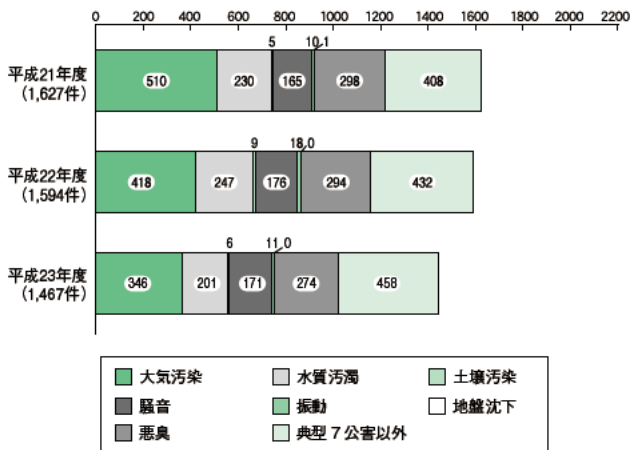 0 200 400 600 800 1000 1200 1400 1600 1800 2000 2200
平成21年度
(1,627件)
510 230 5 165 10.1 298 408
平成22年度
(1,594件)
418 247 9 176 18.0 294 432
平成23年度
(1,467件)
346 201 6 171 11.0 274 458
大気汚染 水質汚濁 土壌汚染
騒音 振動 地盤沈下
悪臭 典型7公害以外